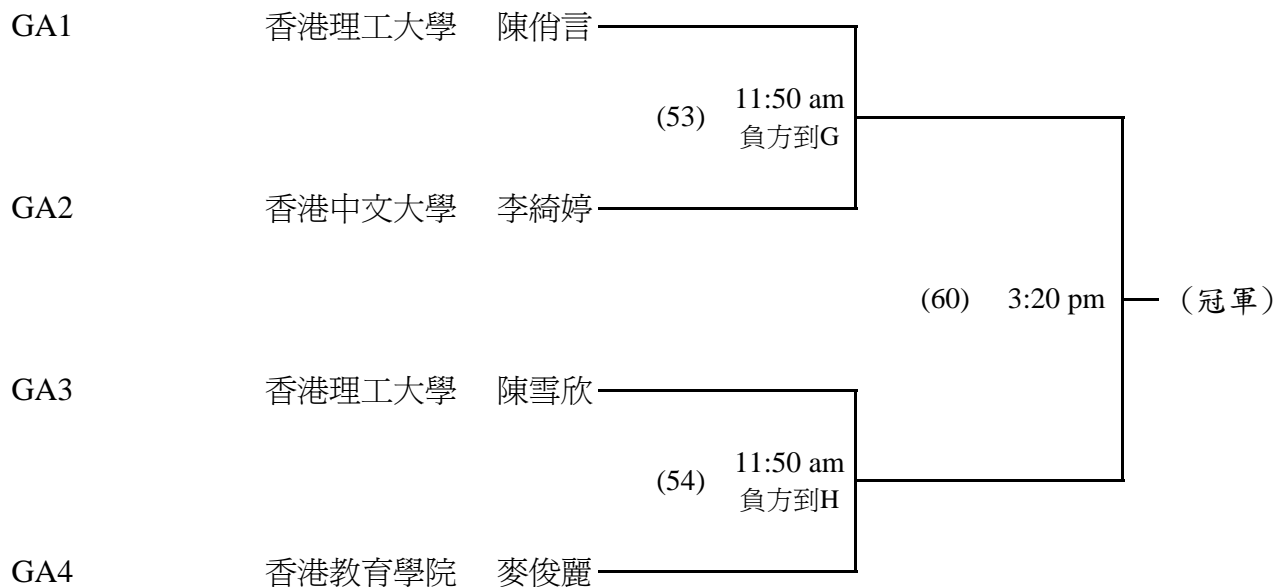 GA1 香港理工大學 陳俏言
(53) 11:50 am
負方到G
GA2 香港中文大學 李綺婷
(60) 3:20 pm （冠軍）
GA3 香港理工大學 陳雪欣
(54) 11:50 am
負方到H
GA4 香港教育學院 麥俊麗